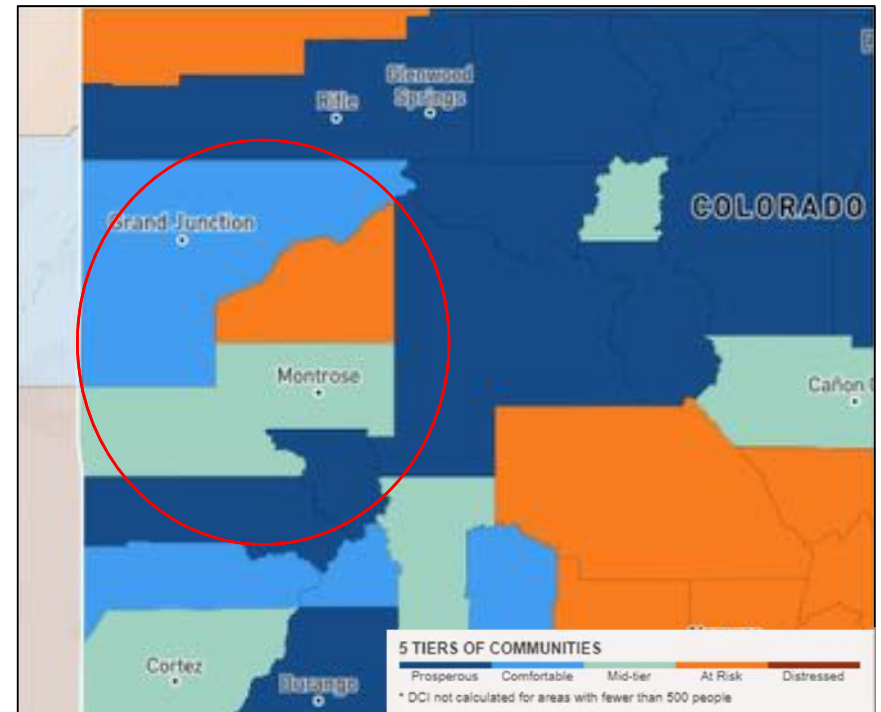 Glenwood
Springs
Rifle
COLORADO
Grand Junction
Montrose
Cañon
5 TIERS OF COMMUNITIES
Prosperous Comfortable Mid-tier At Risk Distressed
* DCI not calculated for areas with fewer than 500 people
Cortez
Durango